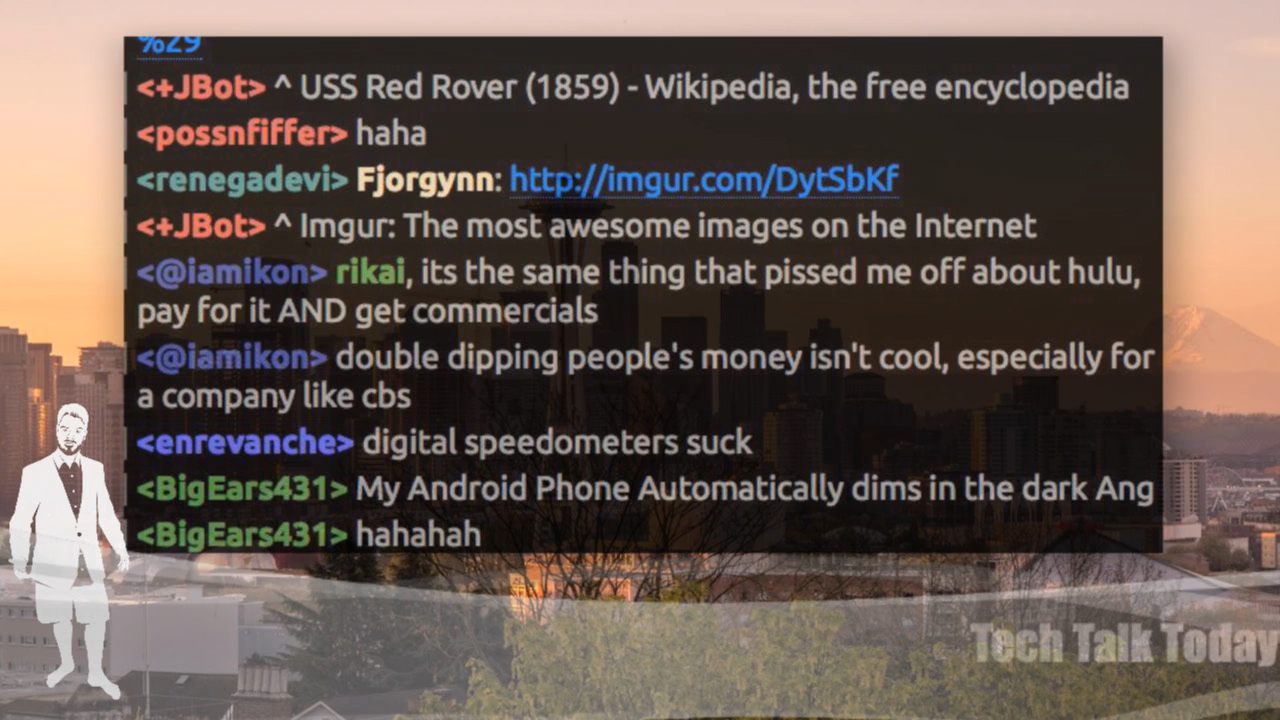 %29
<+JBot> ^ USS Red Rover (1859) - Wikipedia, the free encyclopedia
<possnfiffer> haha
<renegadevi> Fjorgynn: http://imgur.com/DytSbKf
<+JBot> ^ Imgur: The most awesome images on the Internet
<@iamikon> rikai, its the same thing that pissed me off about hulu,
pay for it AND get commercials
<@iamikon> double dipping people's money isn't cool, especially for
a company like cbs
<enrevanche> digital speedometers suck
<BigEars431> My Android Phone Automatically dims in the dark Ang
<BigEars431> hahahah
Tech Talk Today